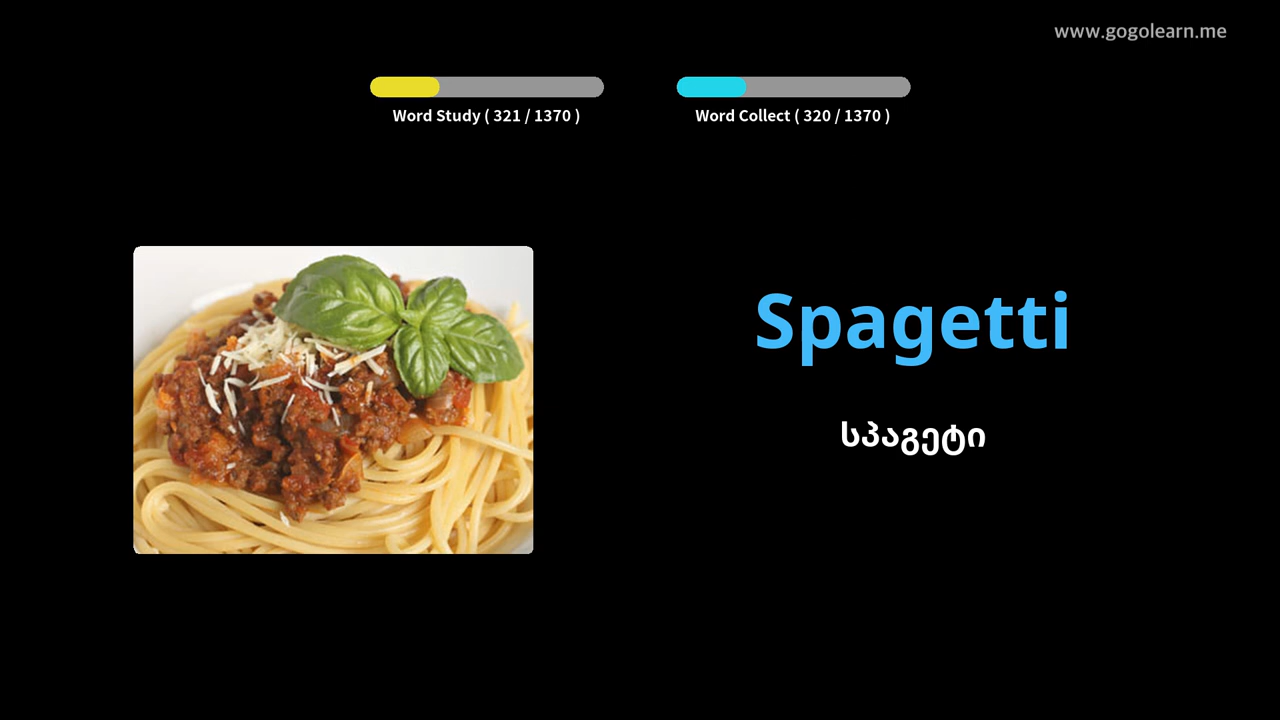 www.gogolearn.me
Word Study ( 321 / 1370 )
Word Collect ( 320 / 1370 )
Spagetti
სპაგეტი